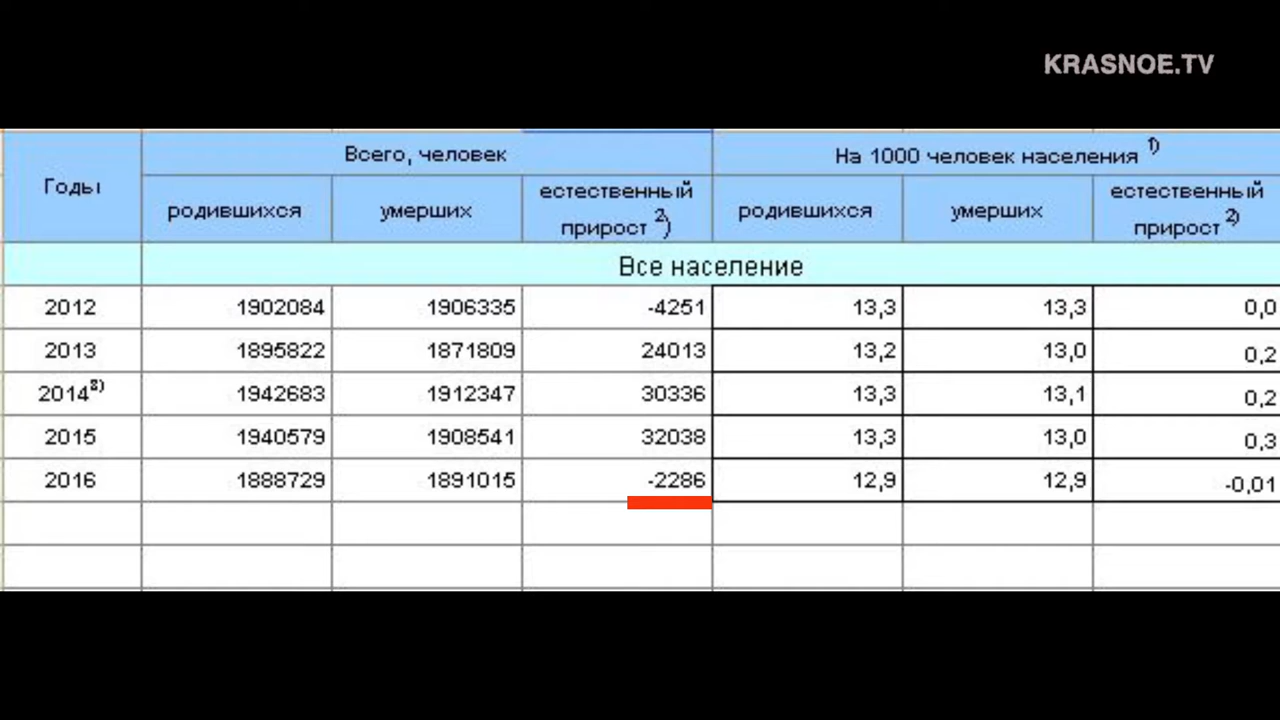 KRASNOE.TV
Всего, человек На 1000 человек населения 1)
Годы родившихся умерших естественный прирост 2) родившихся умерших естественный прирост 2)
Все население
2012 1902084 1906335 -4251 13,3 13,3 0,0
2013 1895822 1871809 24013 13,2 13,0 0,2
2014 3) 1942683 1912347 30336 13,3 13,1 0,2
2015 1940579 1908541 32038 13,3 13,0 0,3
2016 1888729 1891015 -2286 12,9 12,9 -0,01